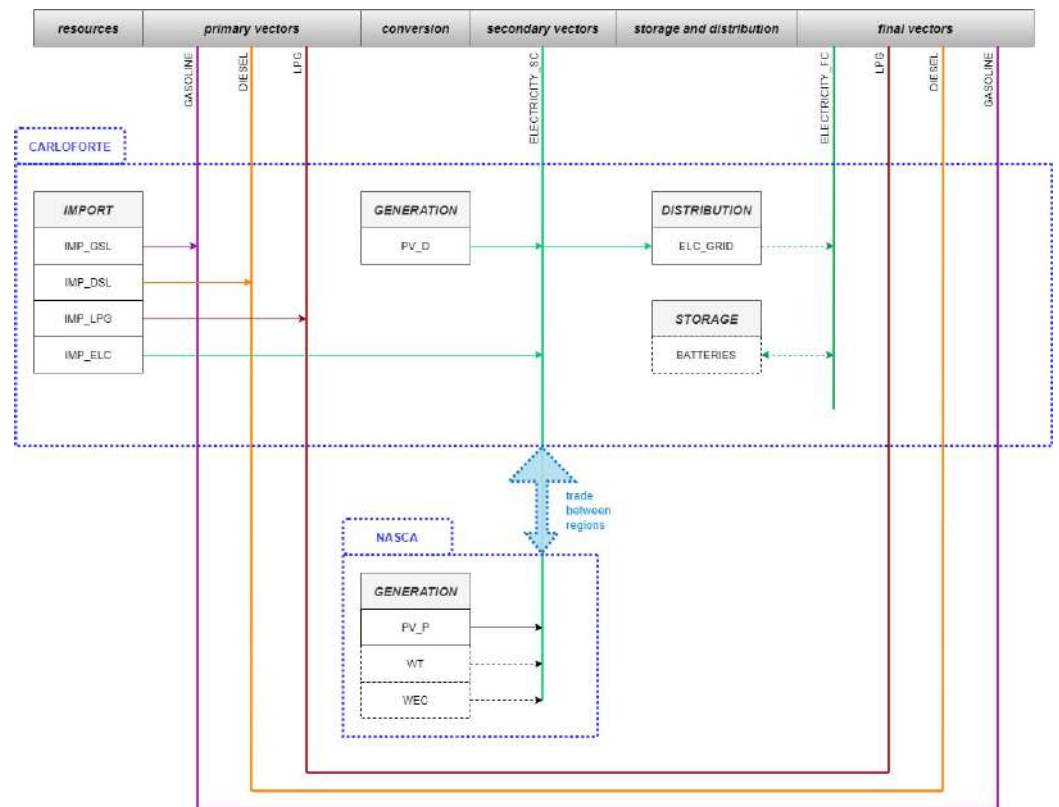 resources primary vectors conversion secondary vectors storage and distribution final vectors
GASOLINE
DIESEL
LPG
ELECTRICITY_SC
ELECTRICITY_FC
LPG
DIESEL
GASOLINE
CARLOFORTE
IMPORT
IMP_GSL
IMP_DSL
IMP_LPG
IMP_ELC
GENERATION
PV_D
DISTRIBUTION
ELC_GRID
STORAGE
BATTERIES
trade
between
regions
NASCA
GENERATION
PV_P
WT
WEC